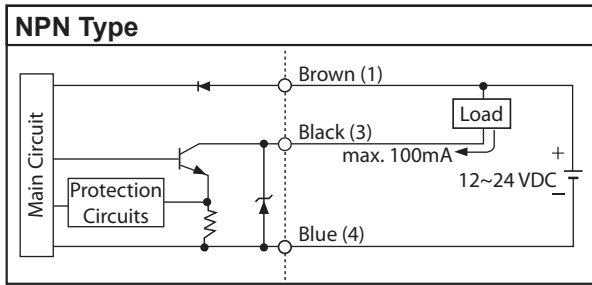 NPN Type
Main Circuit
Brown (1)
Load
Black (3)
max. 100mA
+
12~24 VDC
−
Protection
Circuits
Blue (4)